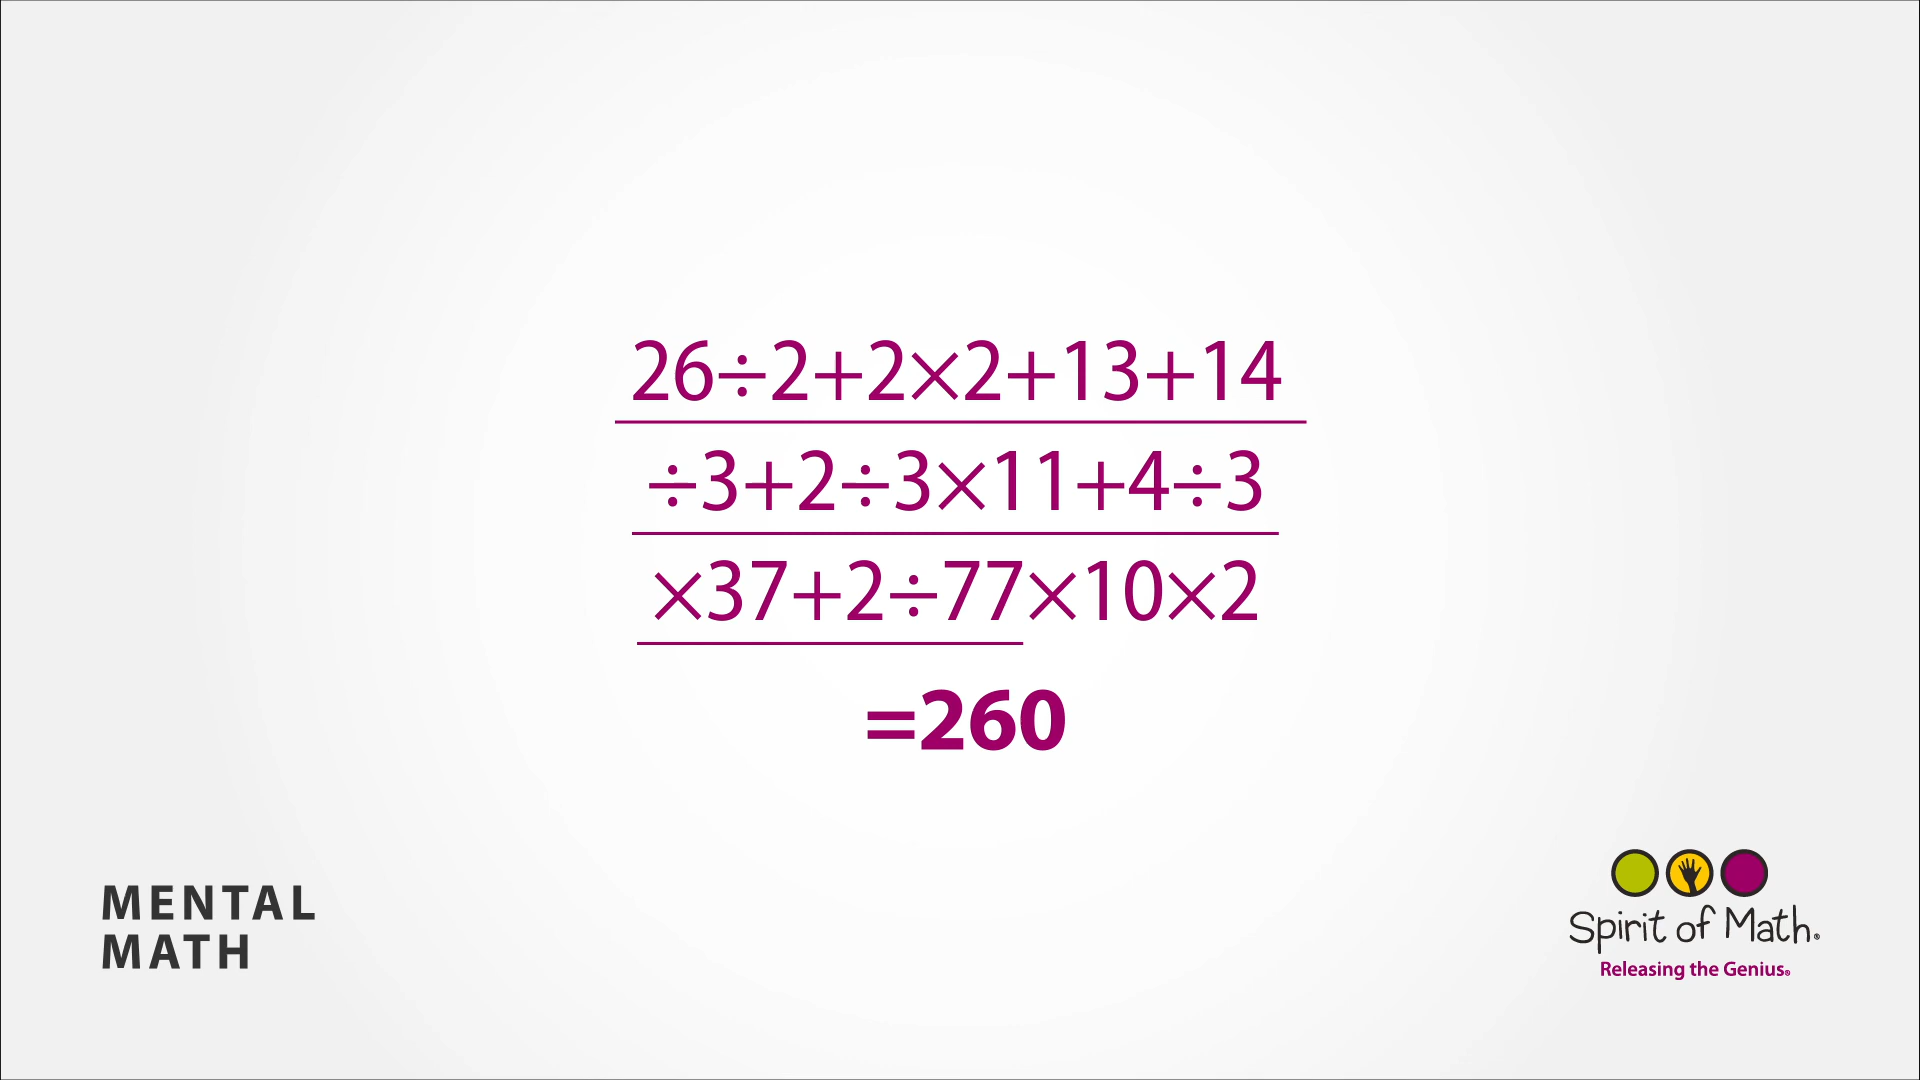 26÷2+2×2+13+14
÷3+2÷3×11+4÷3
×37+2÷77×10×2
=260
MENTAL
MATH
Spirit of Math®
Releasing the Genius®